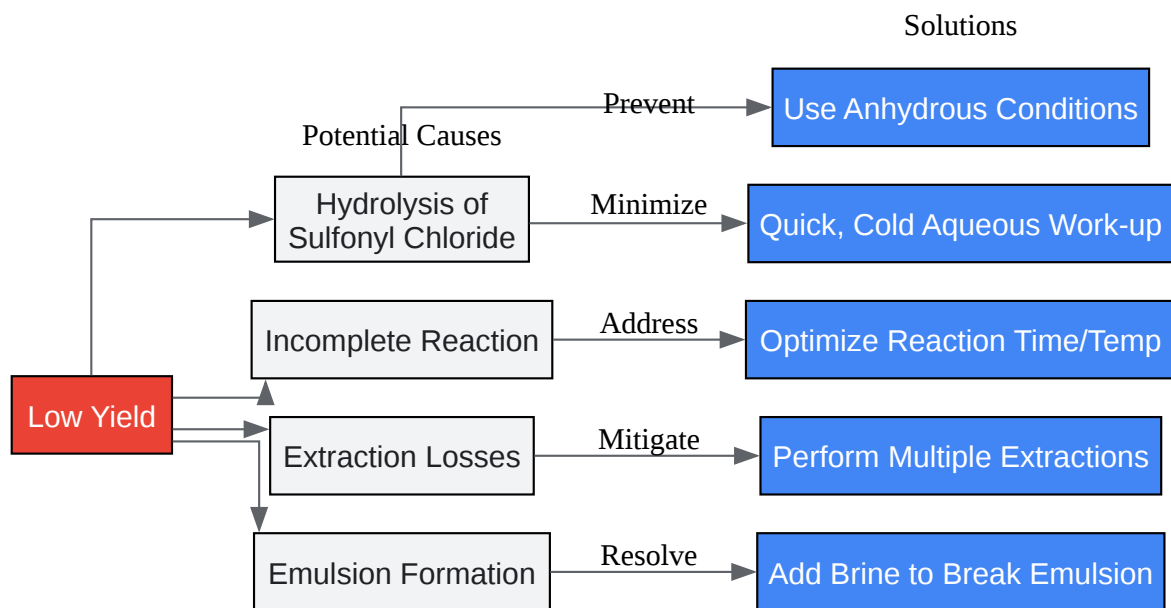 Solutions
Prevent
Use Anhydrous Conditions
Potential Causes
Hydrolysis of
Sulfonyl Chloride
Minimize
Quick, Cold Aqueous Work-up
Incomplete Reaction
Address
Optimize Reaction Time/Temp
Low Yield
Extraction Losses
Mitigate
Perform Multiple Extractions
Emulsion Formation
Resolve
Add Brine to Break Emulsion